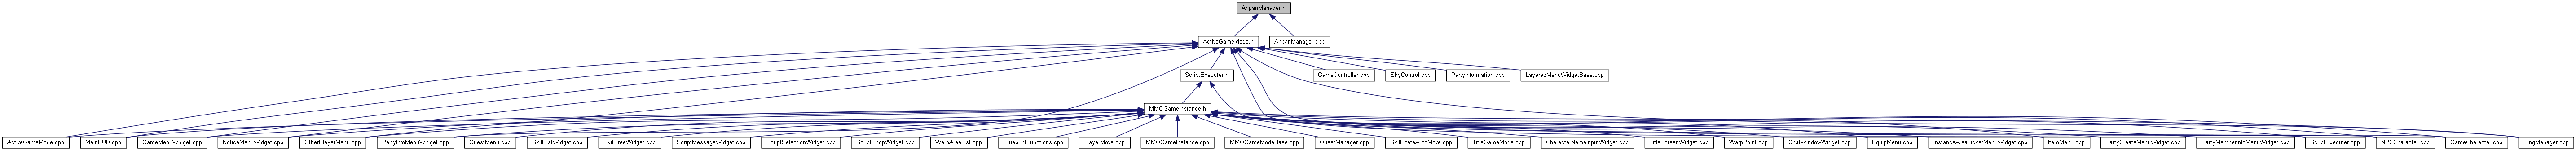 AnpanManager.h
ActiveGameMode.h
AnpanManager.cpp
ScriptExecuter.h
GameController.cpp
SkyControl.cpp
PartyInformation.cpp
LayeredMenuWidgetBase.cpp
MMOGameInstance.h
ActiveGameMode.cpp
MainHUD.cpp
GameMenuWidget.cpp
NoticeMenuWidget.cpp
OtherPlayerMenu.cpp
PartyInfoMenuWidget.cpp
QuestMenu.cpp
SkillListWidget.cpp
SkillTreeWidget.cpp
ScriptMessageWidget.cpp
ScriptSelectionWidget.cpp
ScriptShopWidget.cpp
WarpAreaList.cpp
BlueprintFunctions.cpp
PlayerMove.cpp
MMOGameInstance.cpp
MMOGameModeBase.cpp
QuestManager.cpp
SkillStateAutoMove.cpp
TitleGameMode.cpp
CharacterNameInputWidget.cpp
TitleScreenWidget.cpp
WarpPoint.cpp
ChatWindowWidget.cpp
EquipMenu.cpp
InstanceAreaTicketMenuWidget.cpp
ItemMenu.cpp
PartyCreateMenuWidget.cpp
PartyMemberInfoMenuWidget.cpp
ScriptExecuter.cpp
NPCCharacter.cpp
GameCharacter.cpp
PingManager.cpp